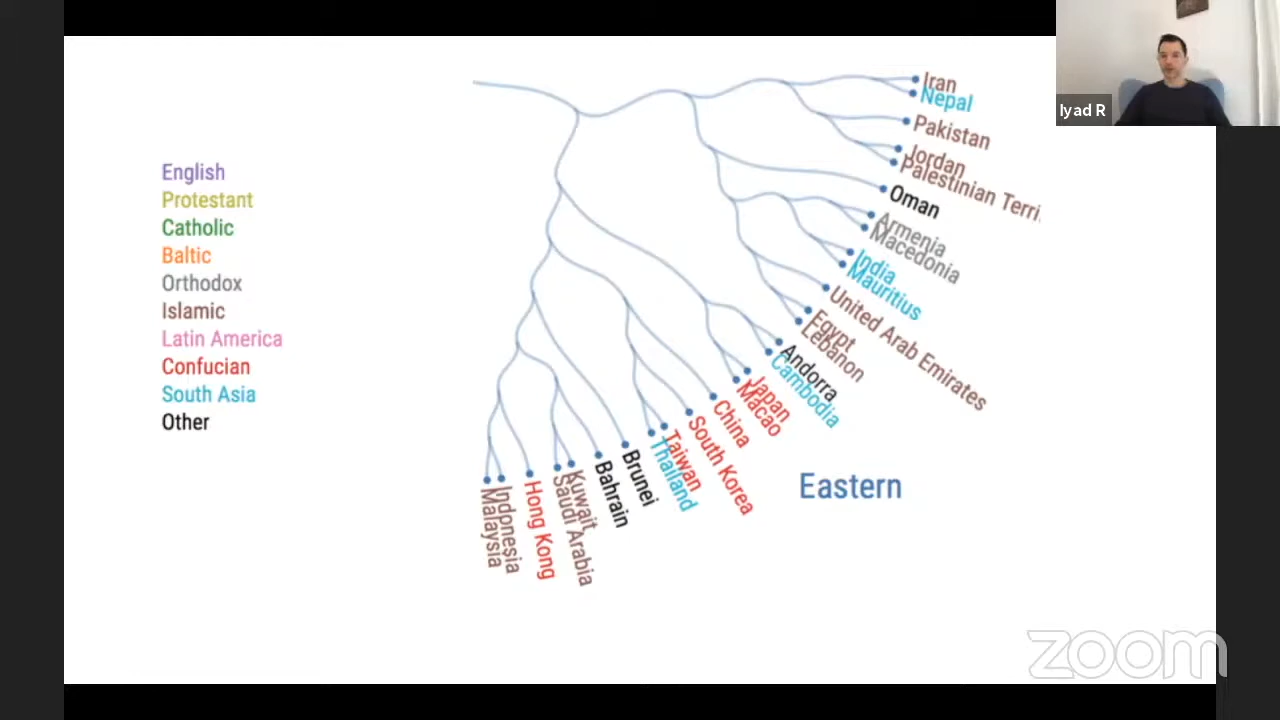 Iyad R
English
Protestant
Catholic
Baltic
Orthodox
Islamic
Latin America
Confucian
South Asia
Other
Iran
Nepal
Pakistan
Jordan
Palestinian Terri
Oman
Armenia
Macedonia
India
Mauritius
United Arab Emirates
Egypt
Lebanon
Andorra
Cambodia
Japan
Macao
China
South Korea
Taiwan
Thailand
Brunei
Bahrain
Kuwait
Saudi Arabia
Hong Kong
Indonesia
Malaysia
Eastern
zoom